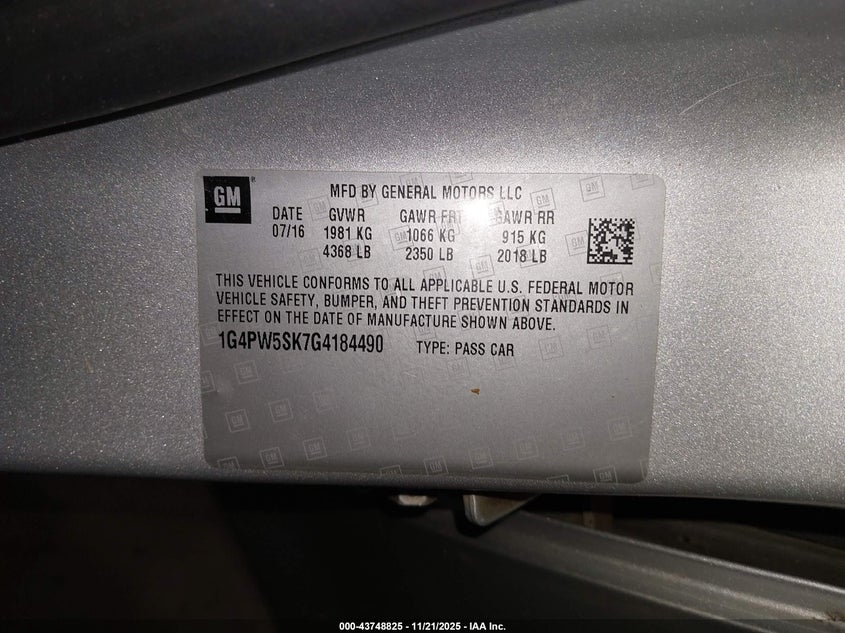 GM
MFD BY GENERAL MOTORS LLC
DATE GVWR GAWR FRT GAWR RR
07/16 1981 KG 1066 KG 915 KG
4368 LB 2350 LB 2018 LB
THIS VEHICLE CONFORMS TO ALL APPLICABLE U.S. FEDERAL MOTOR
VEHICLE SAFETY, BUMPER, AND THEFT PREVENTION STANDARDS IN
EFFECT ON THE DATE OF MANUFACTURE SHOWN ABOVE.
1G4PW5SK7G4184490 TYPE: PASS CAR
000-43748825 - 11/21/2025 - IAA Inc.